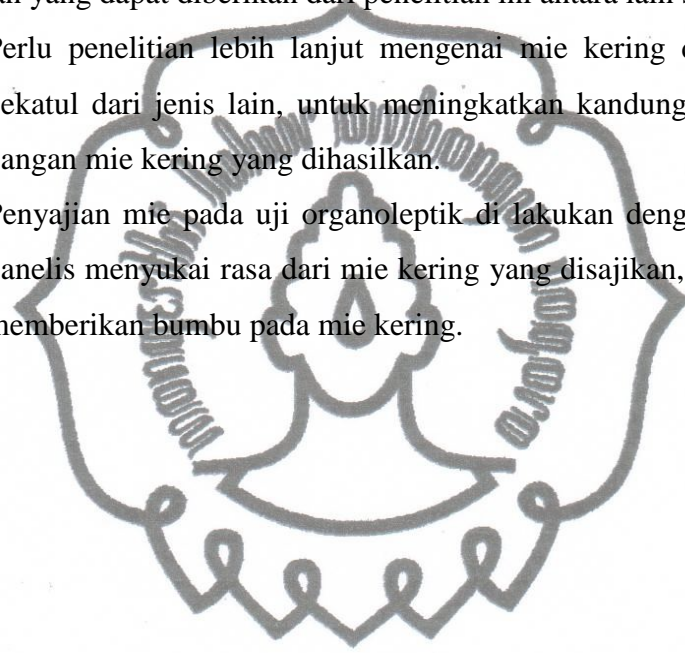 an yang dapat diberikan dari penelitian ini antara lain s
Perlu penelitian lebih lanjut mengenai mie kering d
ekatul dari jenis lain, untuk meningkatkan kandung
angan mie kering yang dihasilkan.
Penyajian mie pada uji organoleptik di lakukan deng
anelis menyukai rasa dari mie kering yang disajikan,
memberikan bumbu pada mie kering.